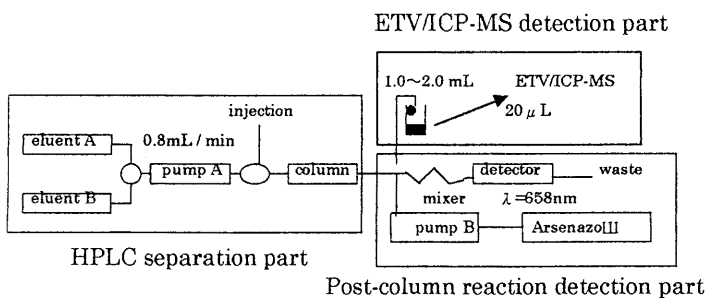 ETV/ICP-MS detection part
1.0～2.0 mL
ETV/ICP-MS
20 μ L
injection
eluent A
0.8mL / min
pump A
column
eluent B
detector
waste
mixer
λ =658nm
pump B
ArsenazoⅢ
HPLC separation part
Post-column reaction detection part